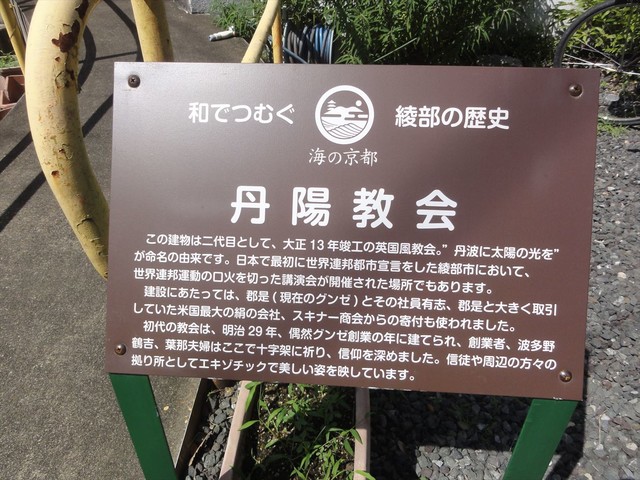 和でつむぐ 綾部の歴史
海の京都
丹陽教会
この建物は二代目として、大正13年竣工の英国風教会。”丹波に太陽の光を”
が命名の由来です。日本で最初に世界連邦都市宣言をした綾部市において、
世界連邦運動の口火を切った講演会が開催された場所でもあります。
建設にあたっては、郡是(現在のグンゼ)とその社員有志、郡是と大きく取引
していた米国最大の絹の会社、スキナー商会からの寄付も使われました。
初代の教会は、明治29年、偶然グンゼ創業の年に建てられ、創業者、波多野
鶴吉、葉那夫婦はここで十字架に祈り、信仰を深めました。信徒や周辺の方々の
拠り所としてエキゾチックで美しい姿を映しています。